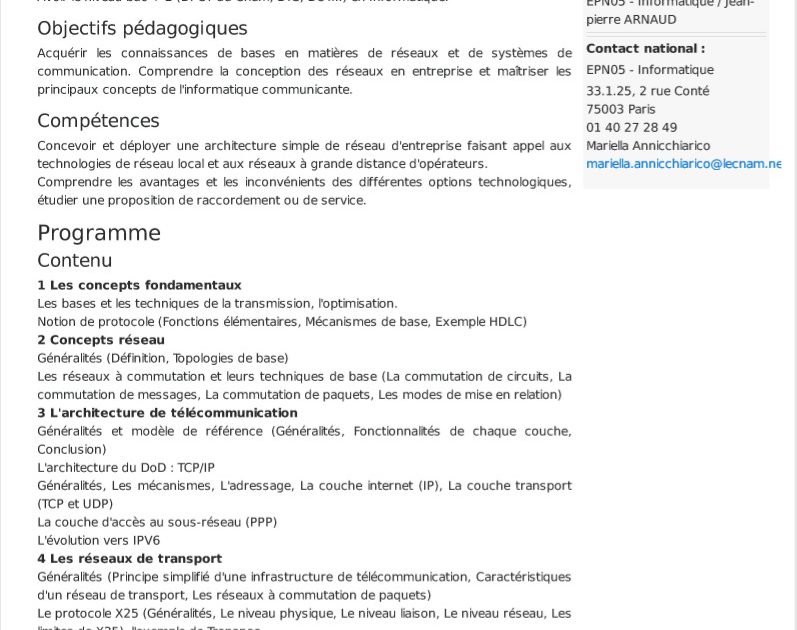 Objectifs pédagogiques
Acquérir les connaissances de bases en matières de réseaux et de systèmes de
communication. Comprendre la conception des réseaux en entreprise et maîtriser les
principaux concepts de l'informatique communicante.
Compétences
Concevoir et déployer une architecture simple de réseau d'entreprise faisant appel aux
technologies de réseau local et aux réseaux à grande distance d'opérateurs.
Comprendre les avantages et les inconvénients des différentes options technologiques,
étudier une proposition de raccordement ou de service.
Programme
Contenu
1 Les concepts fondamentaux
Les bases et les techniques de la transmission, l'optimisation.
Notion de protocole (Fonctions élémentaires, Mécanismes de base, Exemple HDLC)
2 Concepts réseau
Généralités (Définition, Topologies de base)
Les réseaux à commutation et leurs techniques de base (La commutation de circuits, La
commutation de messages, La commutation de paquets, Les modes de mise en relation)
3 L'architecture de télécommunication
Généralités et modèle de référence (Généralités, Fonctionnalités de chaque couche,
Conclusion)
L'architecture du DoD : TCP/IP
Généralités, Les mécanismes, L'adressage, La couche internet (IP), La couche transport
(TCP et UDP)
La couche d'accès au sous-réseau (PPP)
L'évolution vers IPV6
4 Les réseaux de transport
Généralités (Principe simplifié d'une infrastructure de télécommunication, Caractéristiques
d'un réseau de transport, Les réseaux à commutation de paquets)
Le protocole X25 (Généralités, Le niveau physique, Le niveau liaison, Le niveau réseau, Les
EPN05 - Informatique / Jean-
pierre ARNAUD
Contact national :
EPN05 - Informatique
33.1.25, 2 rue Conté
75003 Paris
01 40 27 28 49
Mariella Annicchiarico
mariella.annicchiarico@lecnam.ne